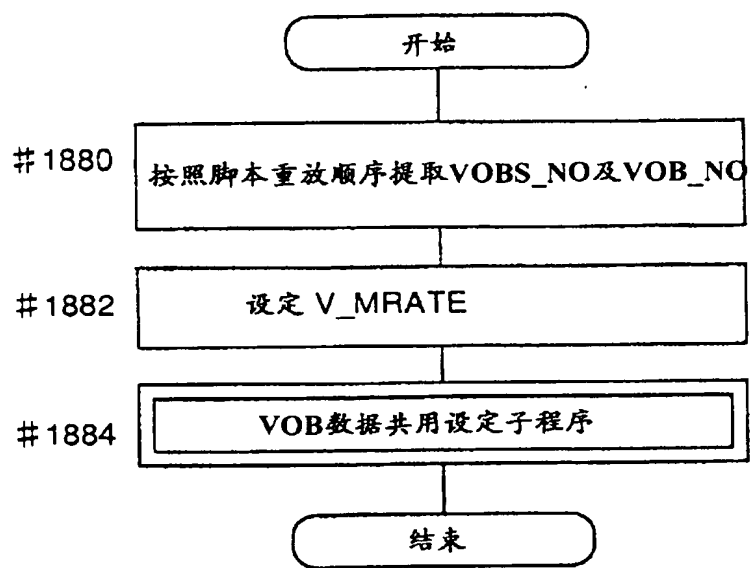 开始
#1880
按照脚本重放顺序提取VOBS_NO及VOB_NO
#1882
设定 V_MRATE
#1884
VOB数据共用设定子程序
结束